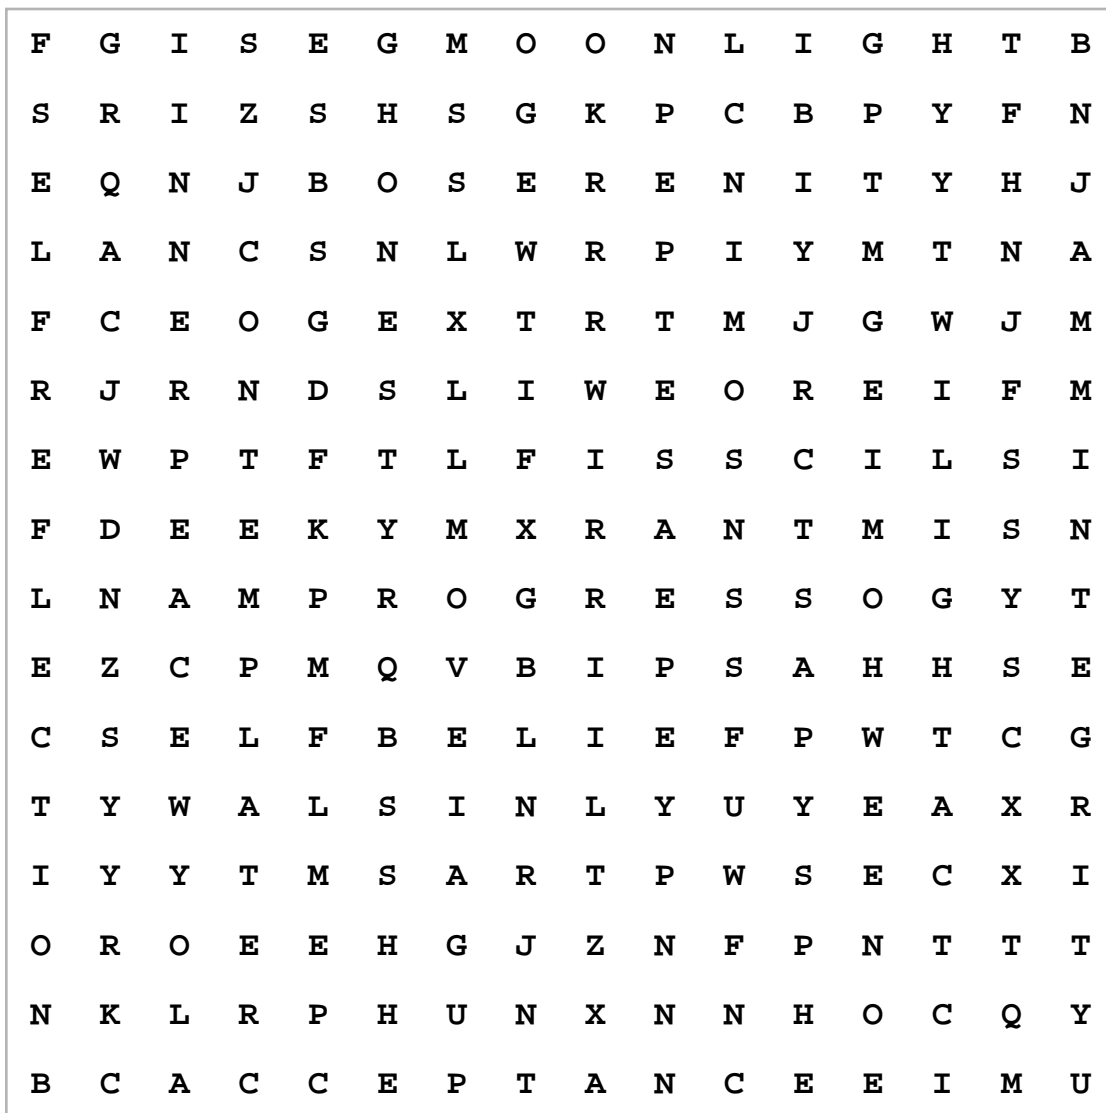 F G I S E G M O O N L I G H T B
S R I Z S H S G K P C B P Y F N
E Q N J B O S E R E N I T Y H J
L A N C S N L W R P I Y M T N A
F C E O G E X T R T M J G W J M
R J R N D S L I W E O R E I F M
E W P T F T L F I S S C I L S I
F D E E K Y M X R A N T M I S N
L N A M P R O G R E S S O G Y T
E Z C P M Q V B I P S A H H S E
C S E L F B E L I E F P W T C G
T Y W A L S I N L Y U Y E A X R
I Y Y T M S A R T P W S E C X I
O R O E E H G J Z N F P N T T T
N K L R P H U N X N N H O C Q Y
B C A C C E P T A N C E E I M U